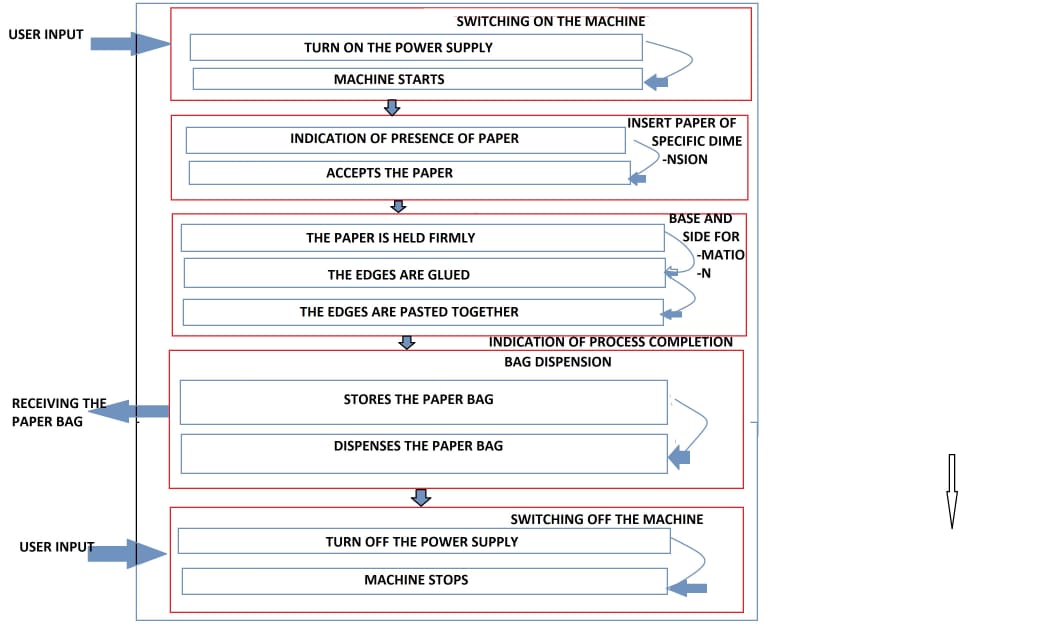 SWITCHING ON THE MACHINE
USER INPUT
TURN ON THE POWER SUPPLY
MACHINE STARTS
INSERT PAPER OF
SPECIFIC DIME
-NSION
INDICATION OF PRESENCE OF PAPER
ACCEPTS THE PAPER
BASE AND
SIDE FOR
-MATIO
-N
THE PAPER IS HELD FIRMLY
THE EDGES ARE GLUED
THE EDGES ARE PASTED TOGETHER
INDICATION OF PROCESS COMPLETION
BAG DISPENSION
RECEIVING THE
PAPER BAG
STORES THE PAPER BAG
DISPENSES THE PAPER BAG
SWITCHING OFF THE MACHINE
USER INPUT
TURN OFF THE POWER SUPPLY
MACHINE STOPS